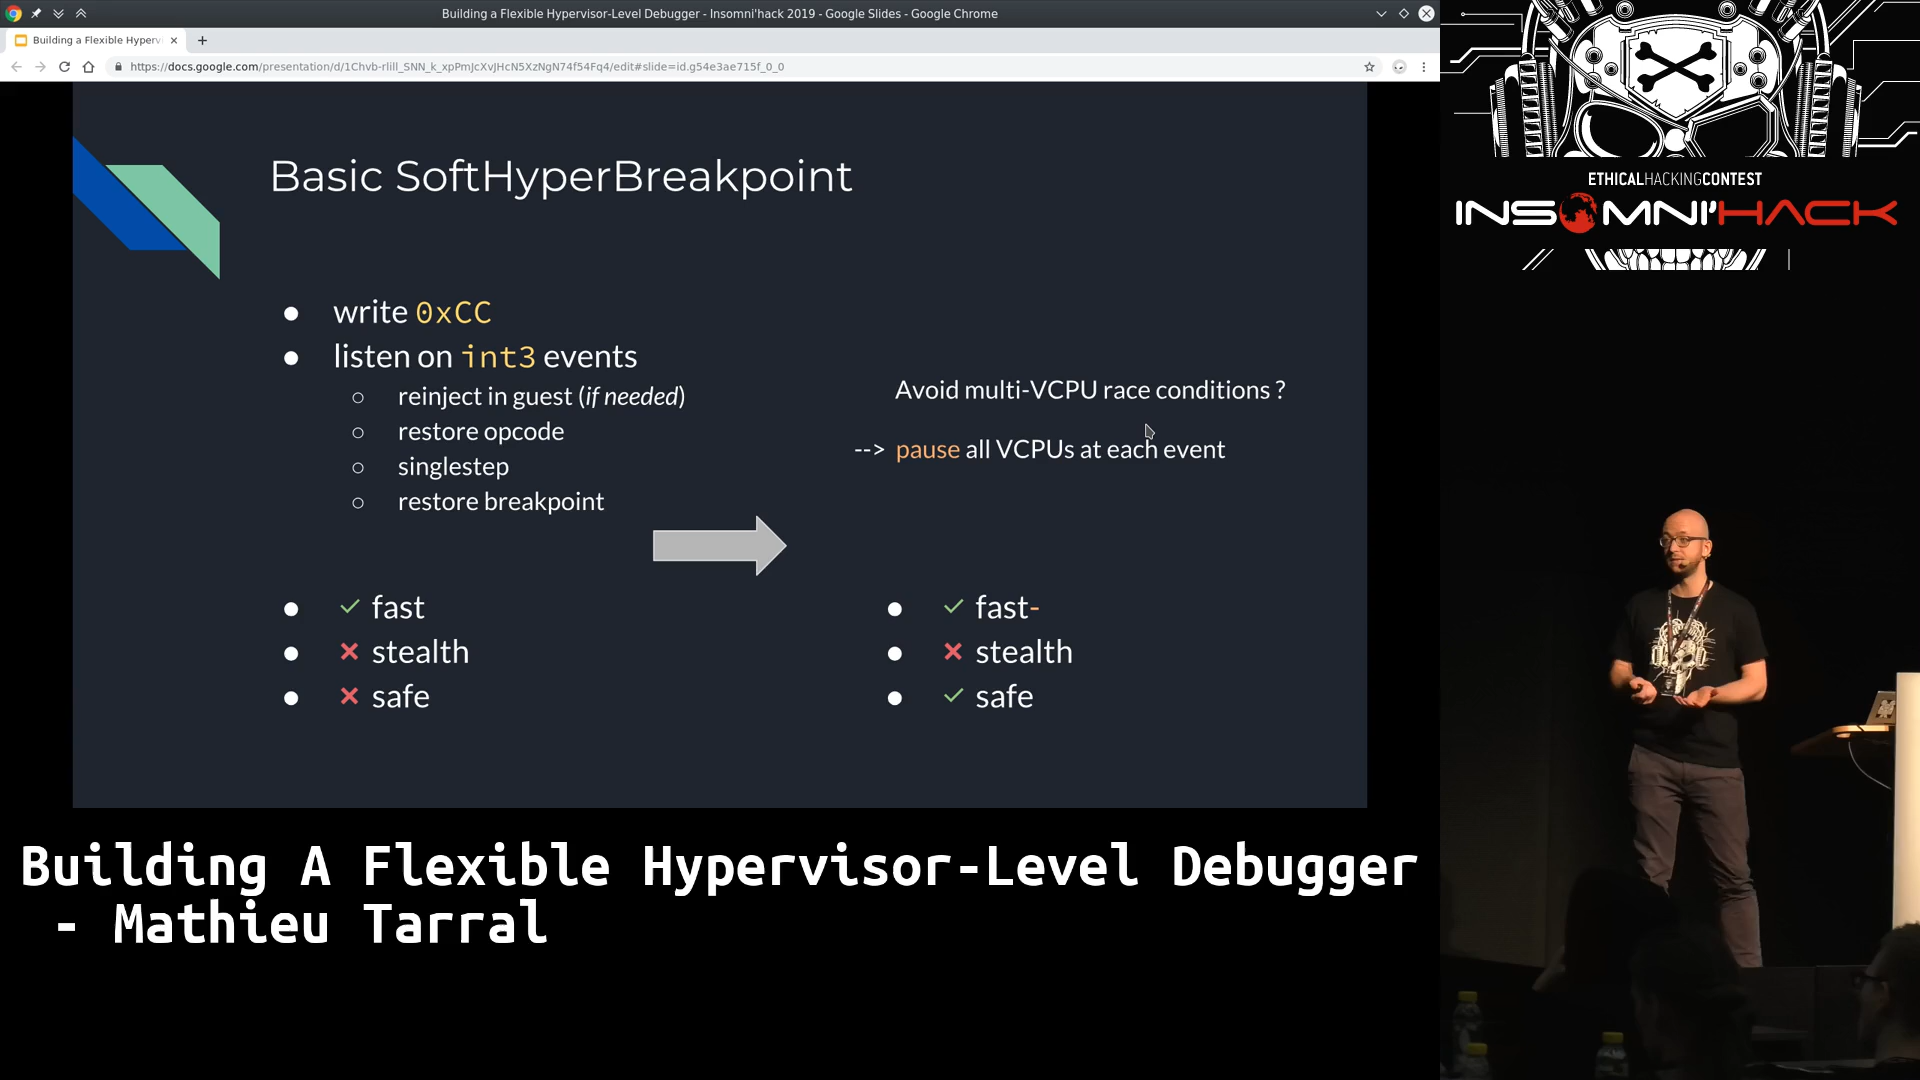 Building a Flexible Hypervisor-Level Debugger - Insomni'hack 2019 - Google Slides - Google Chrome
Building a Flexible Hyperv
https://docs.google.com/presentation/d/1Chvb-rlill_SNN_k_xpPmJcXvJHcN5XzNgN74f54Fq4/edit#slide=id.g54e3ae715f_0_0
Basic SoftHyperBreakpoint
● write 0xCC
● listen on int3 events
○ reinject in guest (if needed)
○ restore opcode
○ singlestep
○ restore breakpoint
Avoid multi-VCPU race conditions ?
--> pause all VCPUs at each event
● ✓ fast
● ✕ stealth
● ✕ safe
● ✓ fast-
● ✕ stealth
● ✓ safe
ETHICALHACKINGCONTEST
INSOMNI'HACK
Building A Flexible Hypervisor-Level Debugger
- Mathieu Tarral